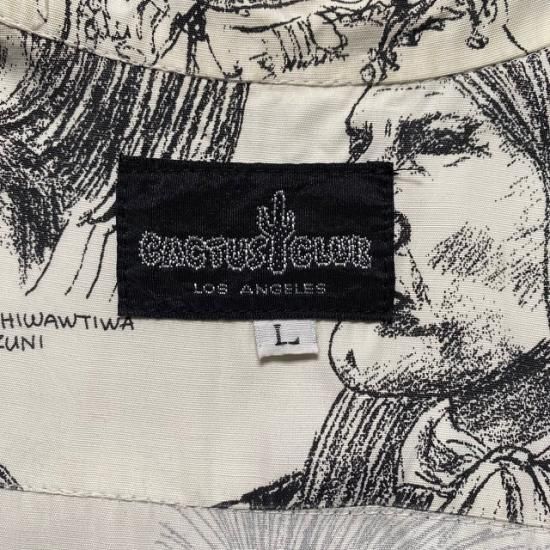 CACTUS CLUB
LOS ANGELES
L
HIWAWTIWA
ZUNI